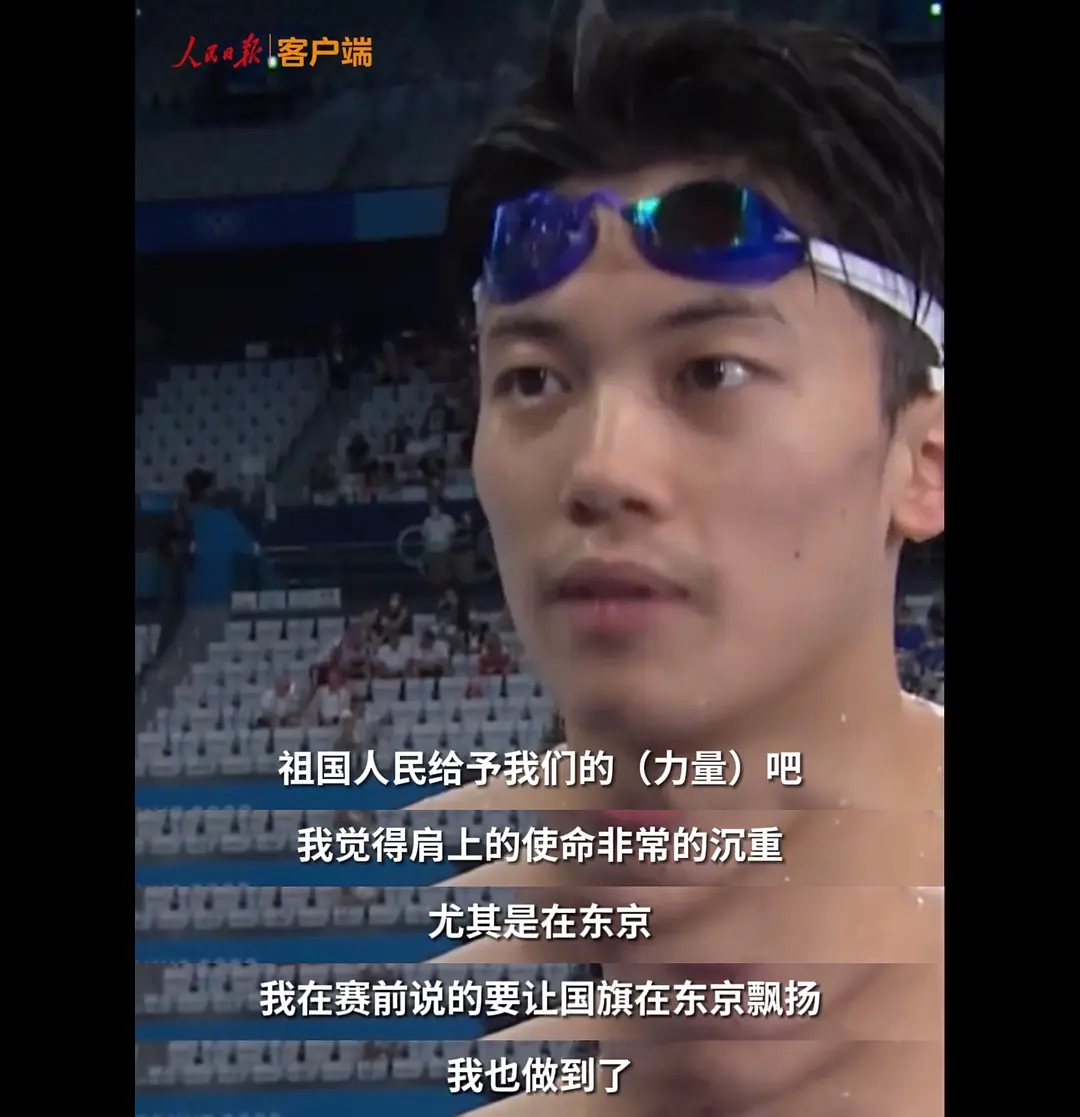 人民日报 客户端
祖国人民给予我们的（力量）吧
我觉得肩上的使命非常的沉重
尤其是在东京
我在赛前说的要让国旗在东京飘扬
我也做到了